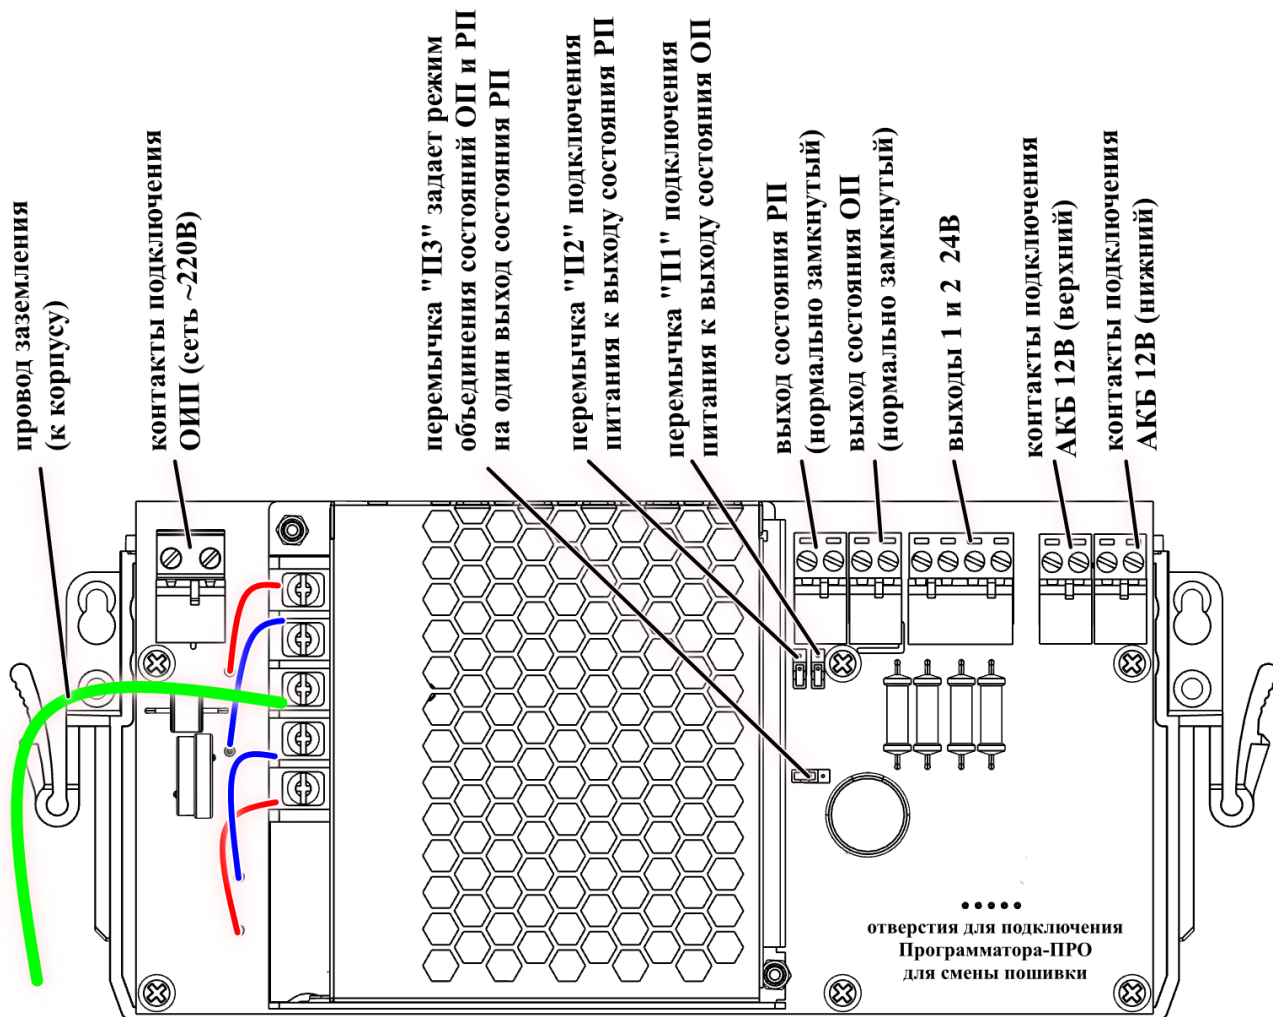 провод заземления
(к корпусу)
контакты подключения
ОИП (сеть ~220В)
перемычка "П3" задает режим
объединения состояний ОП и РП
на один выход состояния РП
перемычка "П2" подключения
питания к выходу состояния РП
перемычка "П1" подключения
питания к выходу состояния ОП
выход состояния РП
(нормально замкнутый)
выход состояния ОП
(нормально замкнутый)
выходы 1 и 2 24В
контакты подключения
АКБ 12В (верхний)
контакты подключения
АКБ 12В (нижний)
отверстия для подключения
Программатора-ПРО
для смены пошивки